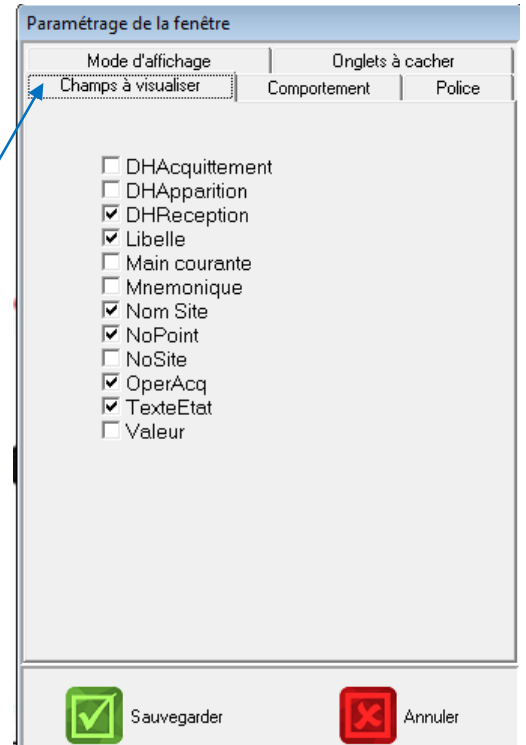 Paramétrage de la fenêtre
Mode d'affichage Onglets à cacher
Champs à visualiser Comportement Police
DHAcquittement
DHApparition
DHReception
Libelle
Main courante
Mnemonique
Nom Site
NoPoint
NoSite
OperAcq
TexteEtat
Valeur
Sauvegarder Annuler